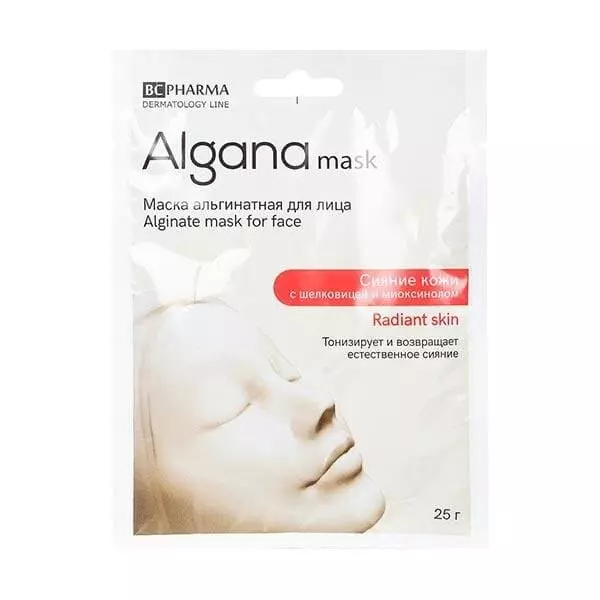 BC PHARMA
DERMATOLOGY LINE
Algana mask
Маска альгинатная для лица
Alginate mask for face
Сияние кожи
с шелковицей и миоксинолом
Radiant skin
Тонизирует и возвращает
естественное сияние
25 г